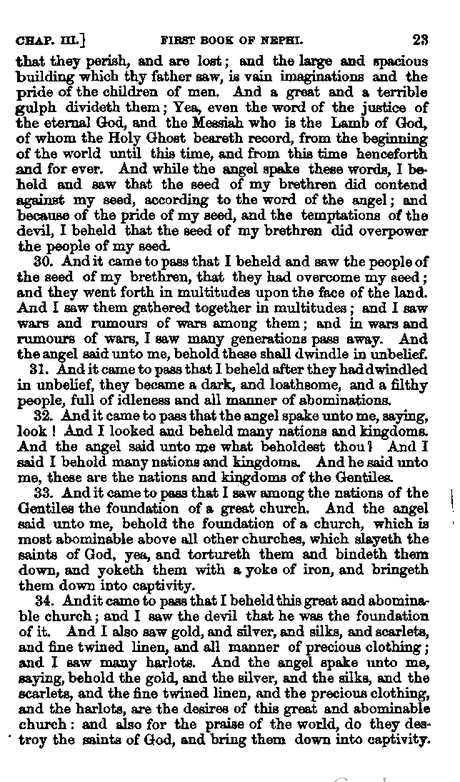 CHAP. III.] FIRST BOOK OF NEPHI. 23
that they perish, and are lost; and the large and spacious
building which thy father saw, is vain imaginations and the
pride of the children of men. And a great and a terrible
gulph divideth them; Yea, even the word of the justice of
the eternal God, and the Messiah who is the Lamb of God,
of whom the Holy Ghost beareth record, from the beginning
of the world until this time, and from this time henceforth
and for ever. And while the angel spake these words, I be-
held and saw that the seed of my brethren did contend
against my seed, according to the word of the angel; and
because of the pride of my seed, and the temptations of the
devil, I beheld that the seed of my brethren did overpower
the people of my seed.
30. And it came to pass that I beheld and saw the people of
the seed of my brethren, that they had overcome my seed;
and they went forth in multitudes upon the face of the land.
And I saw them gathered together in multitudes; and I saw
wars and rumours of wars among them; and in wars and
rumours of wars, I saw many generations pass away. And
the angel said unto me, behold these shall dwindle in unbelief.
31. And it came to pass that I beheld after they had dwindled
in unbelief, they became a dark, and loathsome, and a filthy
people, full of idleness and all manner of abominations.
32. And it came to pass that the angel spake unto me, saying,
look! And I looked and beheld many nations and kingdoms.
And the angel said unto me what beholdest thou? And I
said I behold many nations and kingdoms. And he said unto
me, these are the nations and kingdoms of the Gentiles.
33. And it came to pass that I saw among the nations of the
Gentiles the foundation of a great church. And the angel
said unto me, behold the foundation of a church, which is
most abominable above all other churches, which slayeth the
saints of God, yea, and tortureth them and bindeth them
down, and yoketh them with a yoke of iron, and bringeth
them down into captivity.
34. And it came to pass that I beheld this great and abomina-
ble church; and I saw the devil that he was the foundation
of it. And I also saw gold, and silver, and silks, and scarlets,
and fine twined linen, and all manner of precious clothing;
and I saw many harlots. And the angel spake unto me,
saying, behold the gold, and the silver, and the silks, and the
scarlets, and the fine twined linen, and the precious clothing,
and the harlots, are the desires of this great and abominable
church: and also for the praise of the world, do they des-
troy the saints of God, and bring them down into captivity.